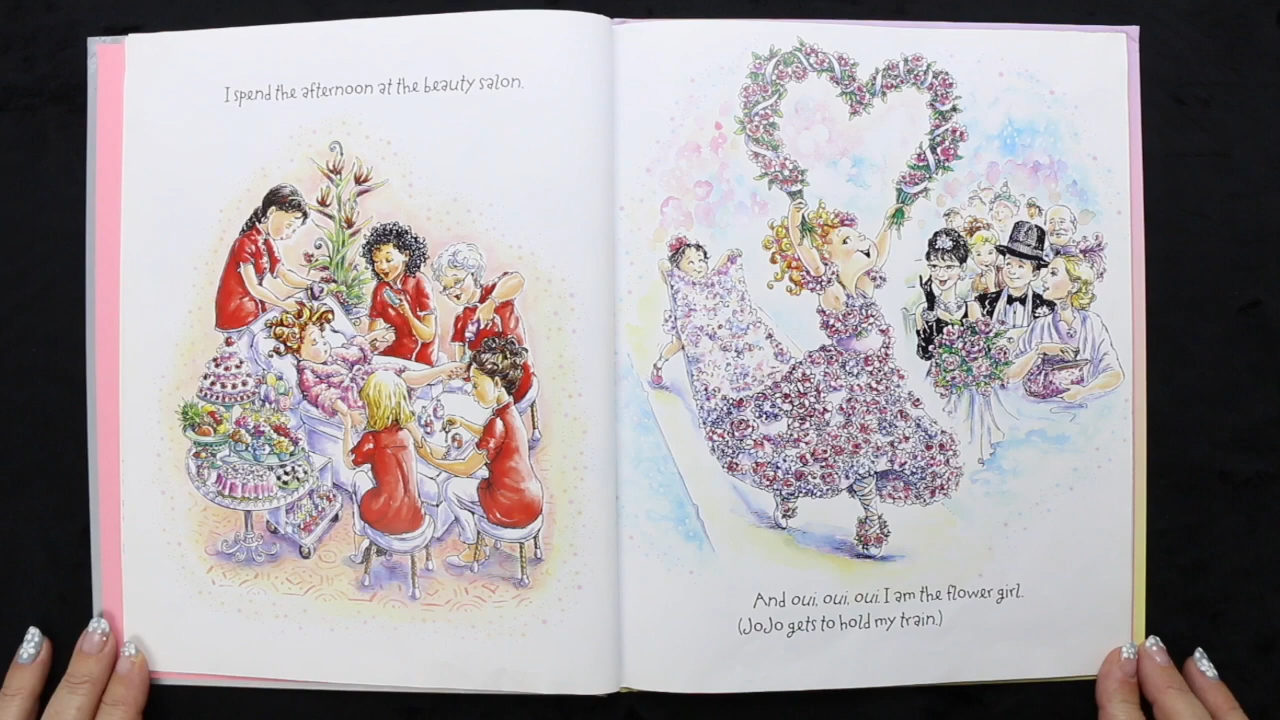 I spend the afternoon at the beauty salon.
And oui, oui, oui. I am the flower girl.
(JoJo gets to hold my train.)